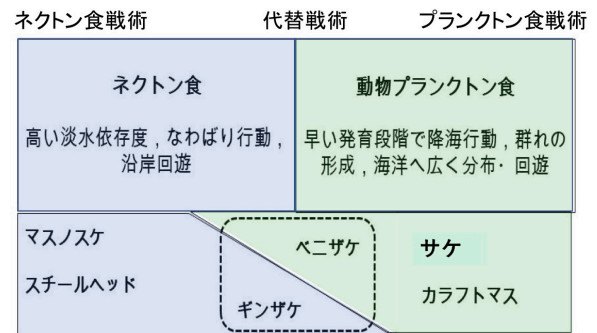 ネクトン食戦術 代替戦術 プランクトン食戦術
ネクトン食
高い淡水依存度，なわばり行動，
沿岸回遊
動物プランクトン食
早い発育段階で降海行動，群れの
形成，海洋へ広く分布・回遊
マスノスケ
スチールヘッド
ベニザケ
ギンザケ
サケ
カラフトマス